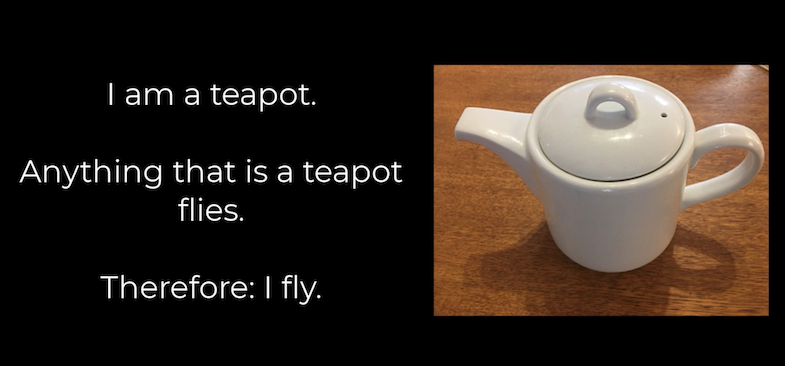 I am a teapot.
Anything that is a teapot
flies.
Therefore: I fly.